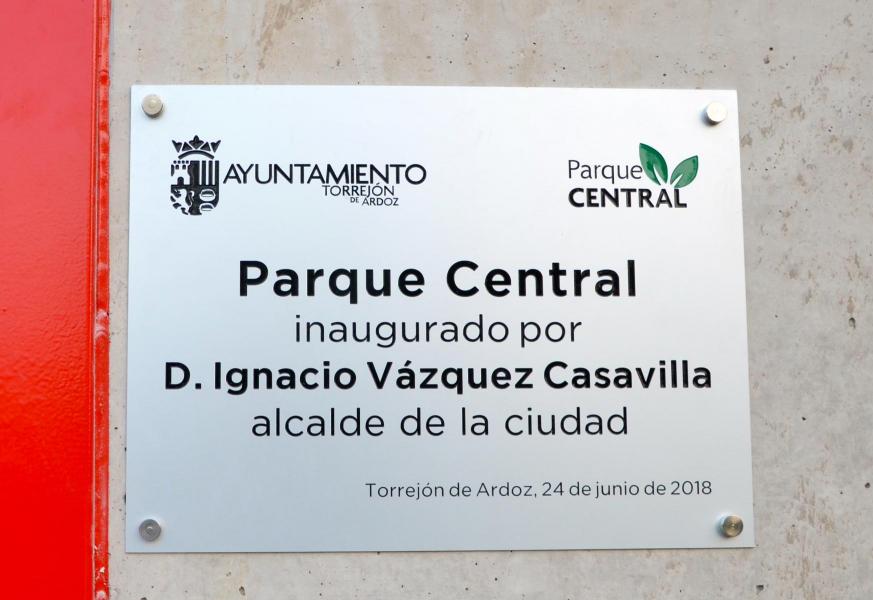 AYUNTAMIENTO
TORREJÓN
DE ARDOZ
Parque
CENTRAL
Parque Central
inaugurado por
D. Ignacio Vázquez Casavilla
alcalde de la ciudad
Torrejón de Ardoz, 24 de junio de 2018